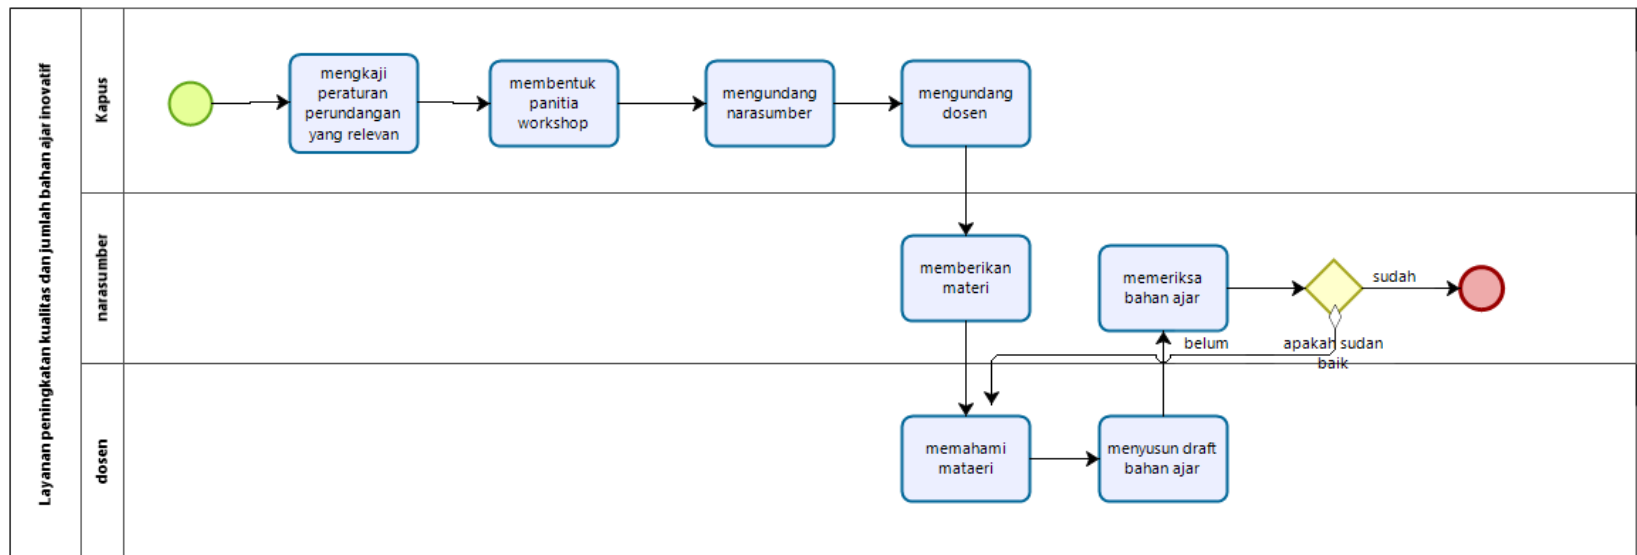 Layanan peningkatan kualitas dan jumlah bahan ajar inovatif
Kapus
mengkaji
peraturan
perundangan
yang relevan
membentuk
panitia
workshop
mengundang
narasumber
mengundang
dosen
narasumber
memberikan
materi
memeriksa
bahan ajar
sudah
belum
apakah sudan
baik
dosen
memahami
mataeri
menyusun draft
bahan ajar